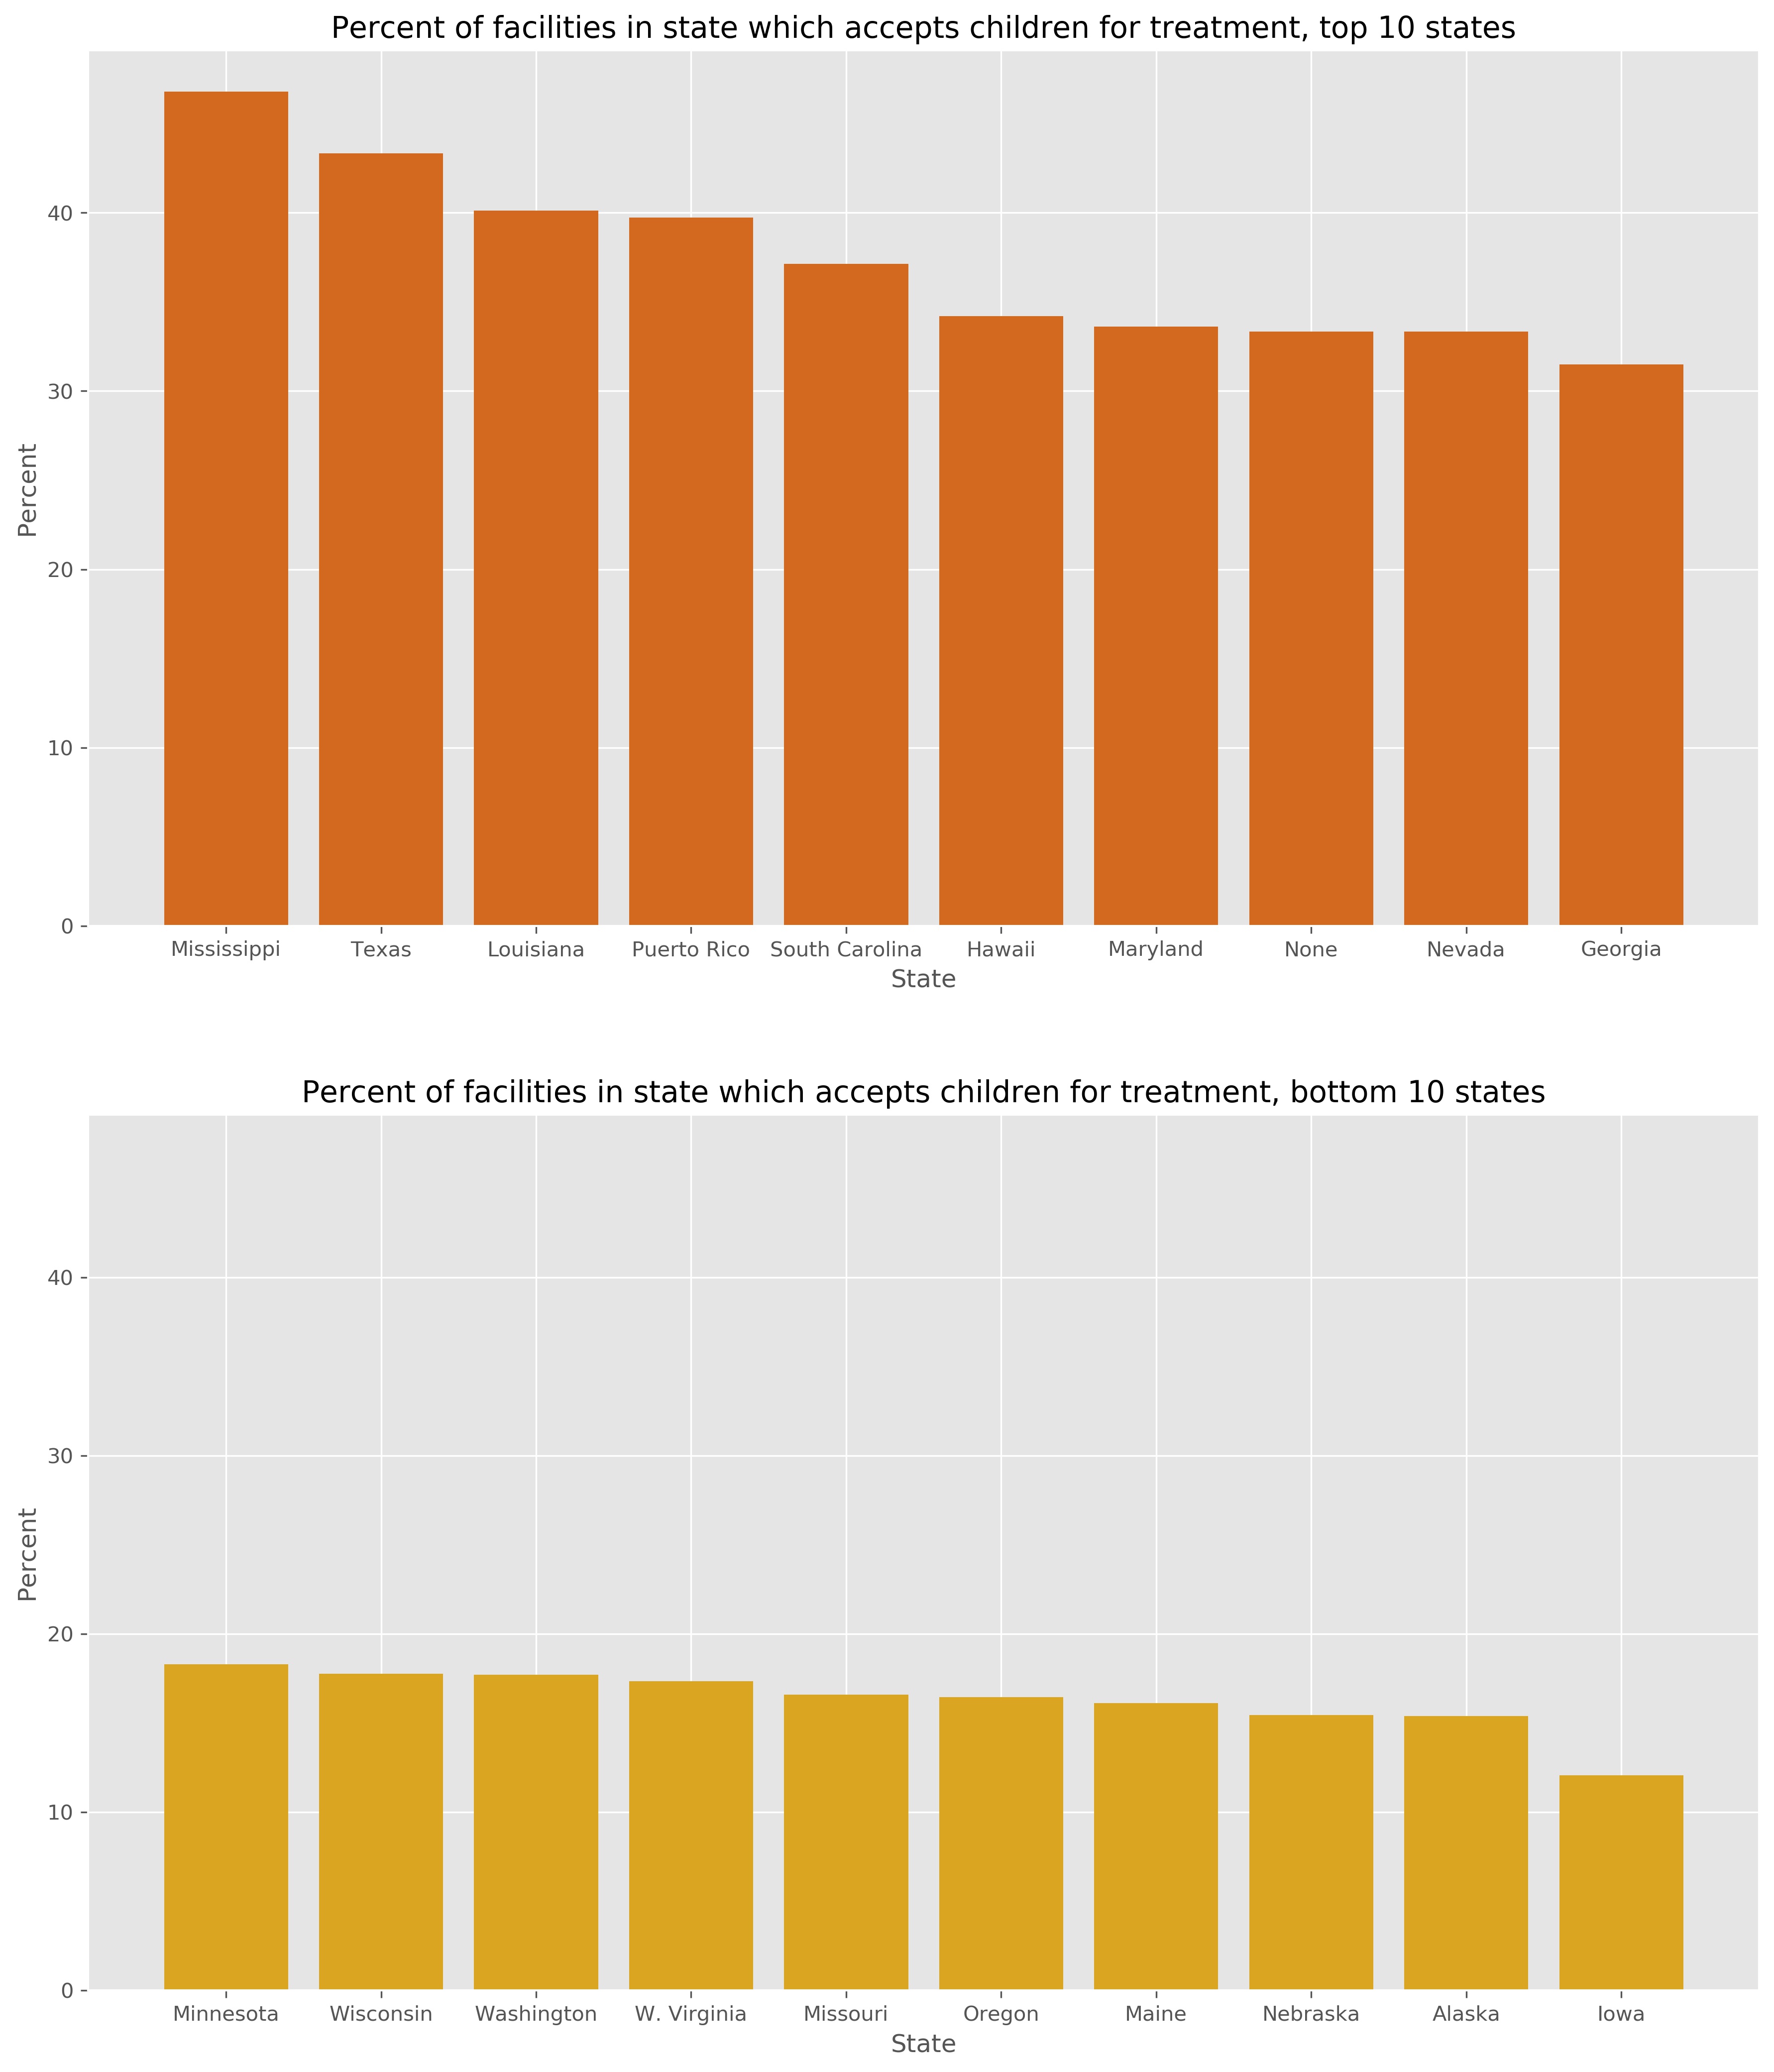 Percent of facilities in state which accepts children for treatment, top 10 states
Percent
40
30
20
10
0
Mississippi Texas Louisiana Puerto Rico South Carolina Hawaii Maryland None Nevada Georgia
State
Percent of facilities in state which accepts children for treatment, bottom 10 states
Percent
40
30
20
10
0
Minnesota Wisconsin Washington W. Virginia Missouri Oregon Maine Nebraska Alaska Iowa
State